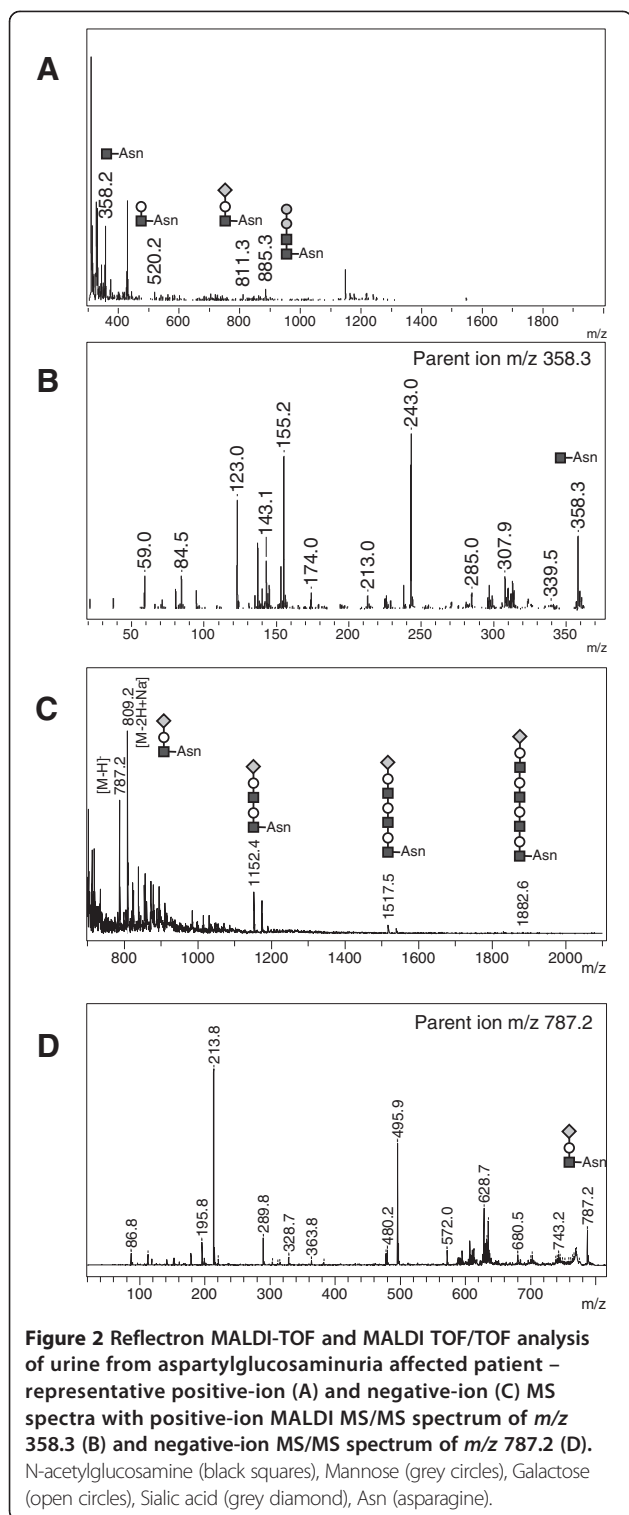 A
-Asn
358.2
-Asn
520.2
-Asn
811.3
885.3
-Asn
400 600 800 1000 1200 1400 1600 1800
m/z
B
Parent ion m/z 358.3
59.0
84.5
123.0
143.1
155.2
174.0
213.0
243.0
285.0
307.9
339.5
358.3
-Asn
50 100 150 200 250 300 350
m/z
C
[M-H]-
787.2
809.2
[M-2H+Na]-
-Asn
1152.4
-Asn
1517.5
-Asn
1882.6
-Asn
800 1000 1200 1400 1600 1800 2000
m/z
D
Parent ion m/z 787.2
86.8
195.8
213.8
289.8
328.7
363.8
480.2
495.9
572.0
628.7
680.5
743.2
787.2
-Asn
100 200 300 400 500 600 700
m/z
Figure 2 Reflectron MALDI-TOF and MALDI TOF/TOF analysis
of urine from aspartylglucosaminuria affected patient –
representative positive-ion (A) and negative-ion (C) MS
spectra with positive-ion MALDI MS/MS spectrum of m/z
358.3 (B) and negative-ion MS/MS spectrum of m/z 787.2 (D).
N-acetylglucosamine (black squares), Mannose (grey circles), Galactose
(open circles), Sialic acid (grey diamond), Asn (asparagine).